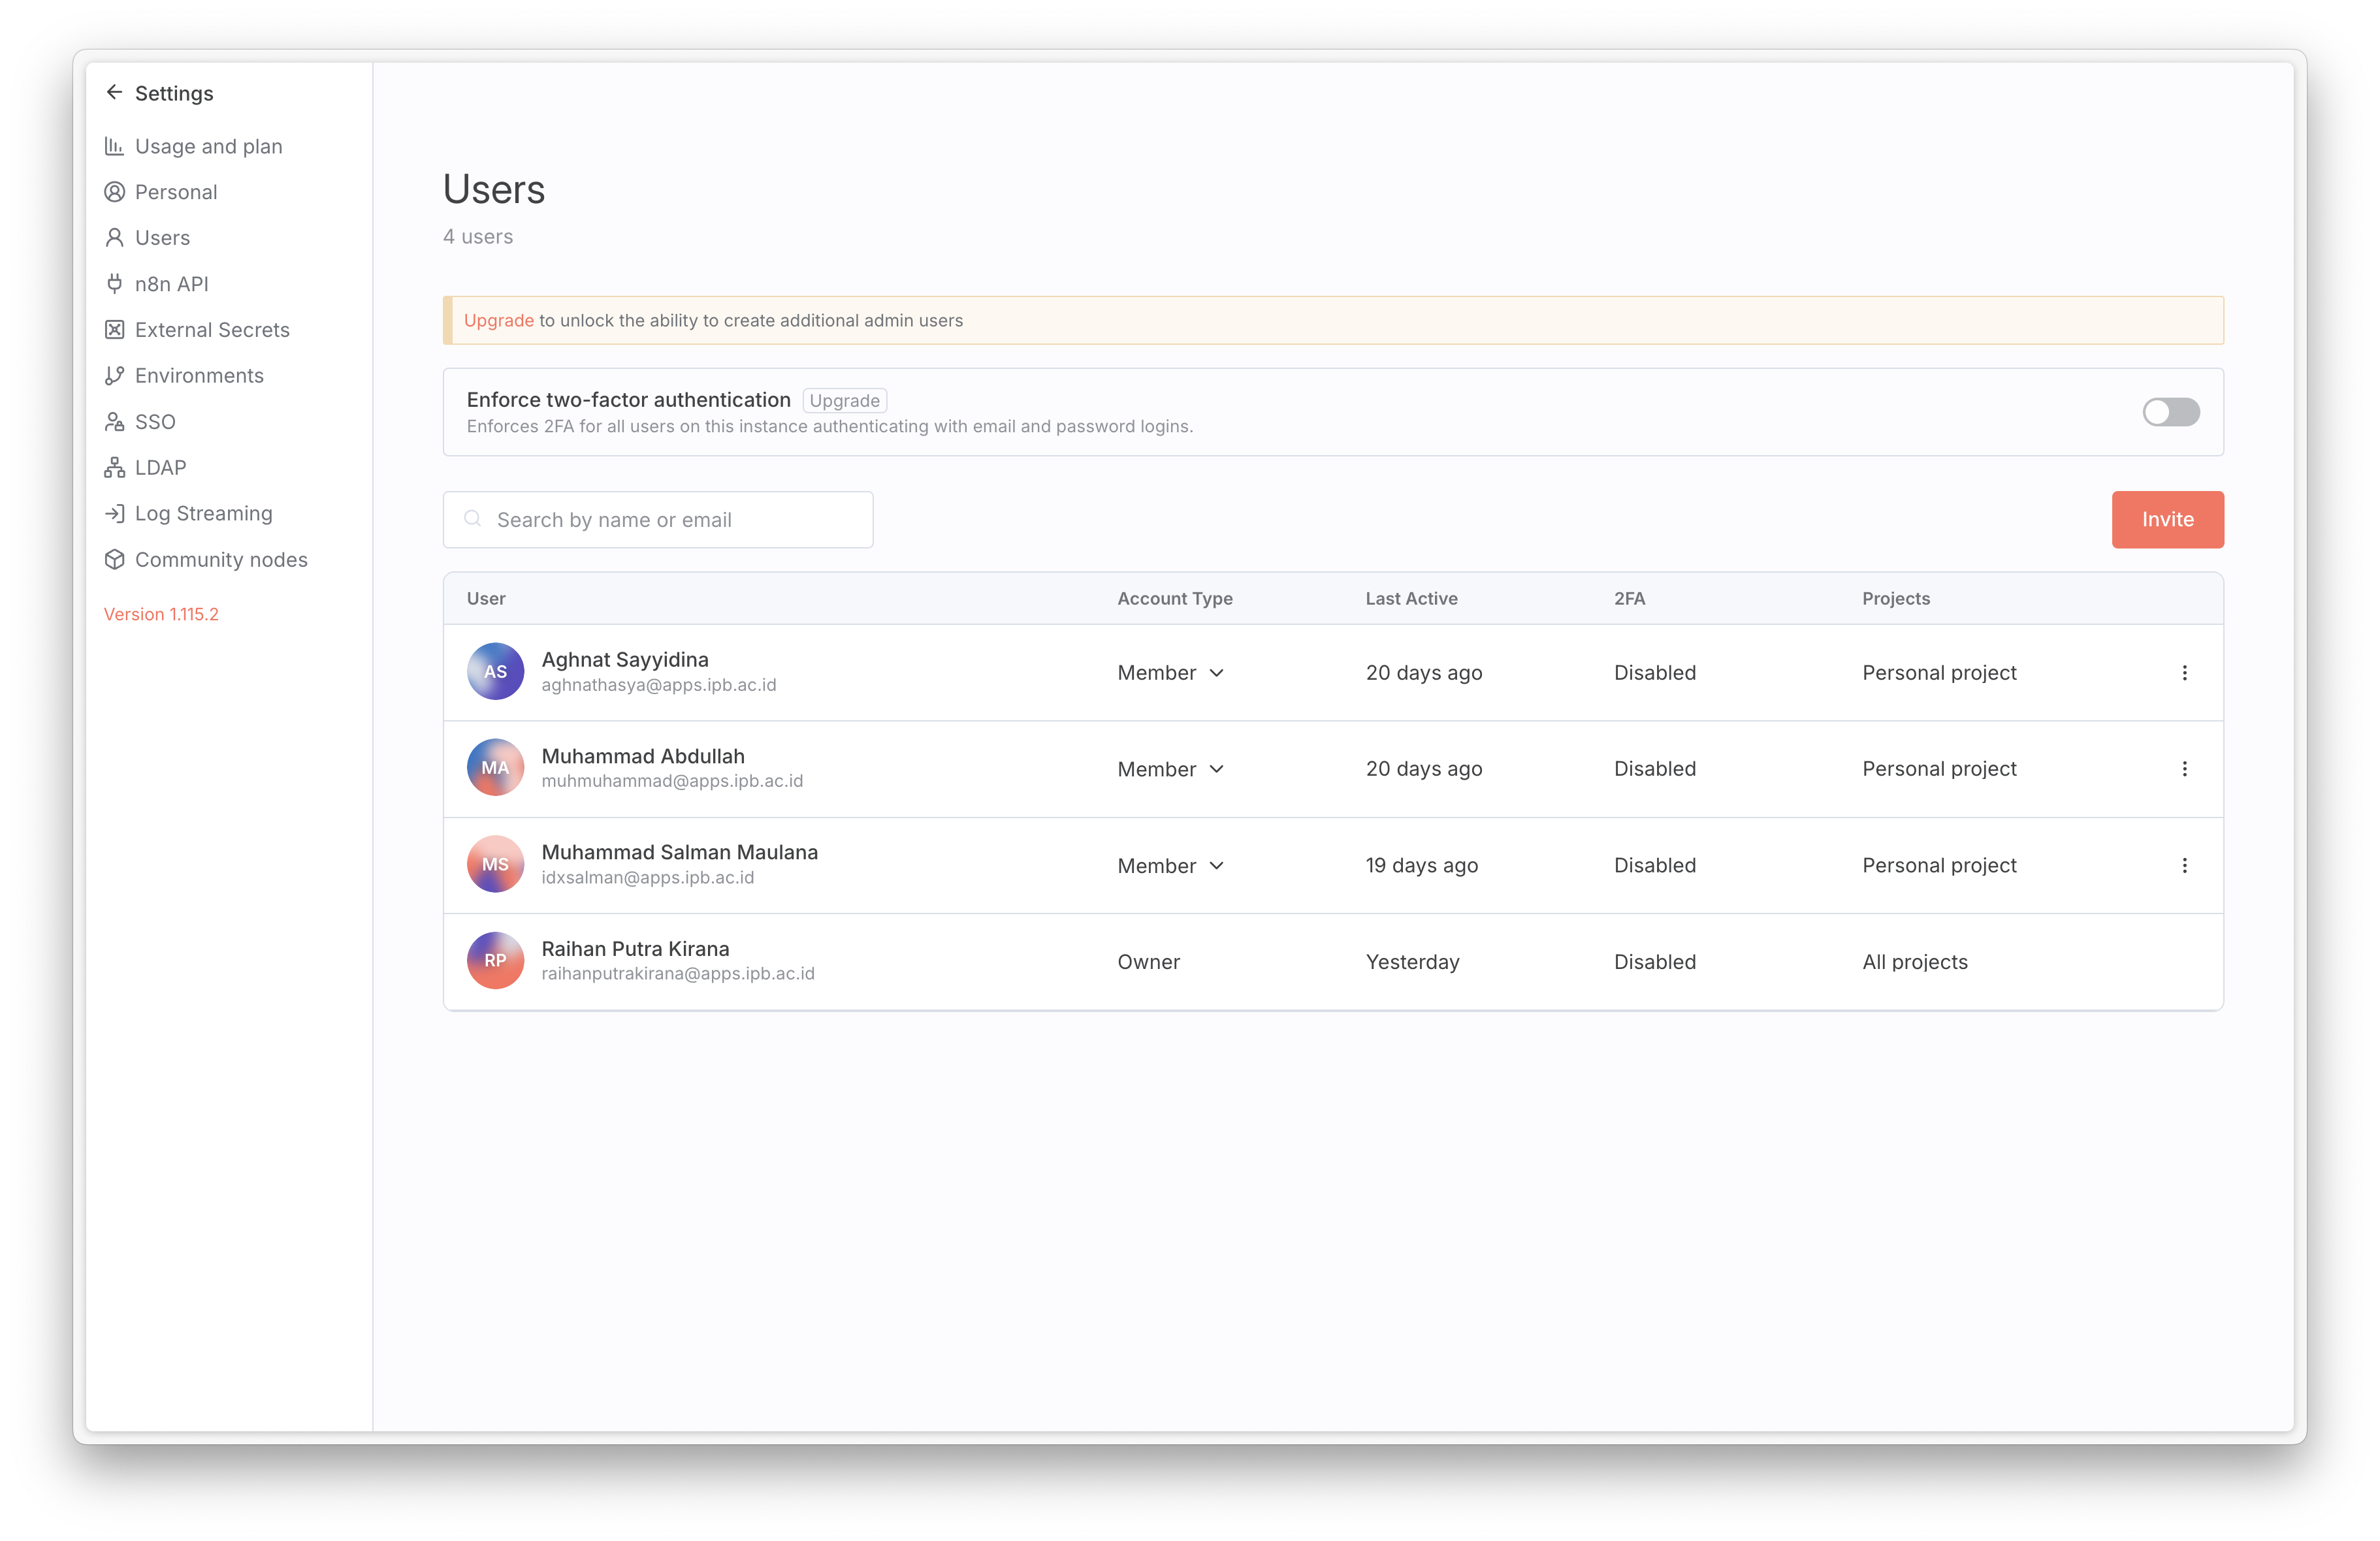 Settings
Usage and plan
Personal
Users
n8n API
External Secrets
Environments
SSO
LDAP
Log Streaming
Community nodes
Version 1.115.2
Users
4 users
Upgrade to unlock the ability to create additional admin users
Enforce two-factor authentication Upgrade
Enforces 2FA for all users on this instance authenticating with email and password logins.
Search by name or email
Invite
User Account Type Last Active 2FA Projects
AS Aghnat Sayyidina Member 20 days ago Disabled Personal project
aghnathasya@apps.ipb.ac.id
MA Muhammad Abdullah Member 20 days ago Disabled Personal project
muhmuhammad@apps.ipb.ac.id
MS Muhammad Salman Maulana Member 19 days ago Disabled Personal project
idxsalman@apps.ipb.ac.id
RP Raihan Putra Kirana Owner Yesterday Disabled All projects
raihanputrakirana@apps.ipb.ac.id